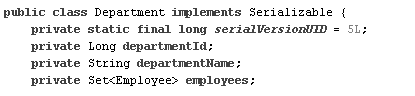 public class Department implements Serializable {
    private static final long serialVersionUID = 5L;
    private Long departmentId;
    private String departmentName;
    private Set<Employee> employees;